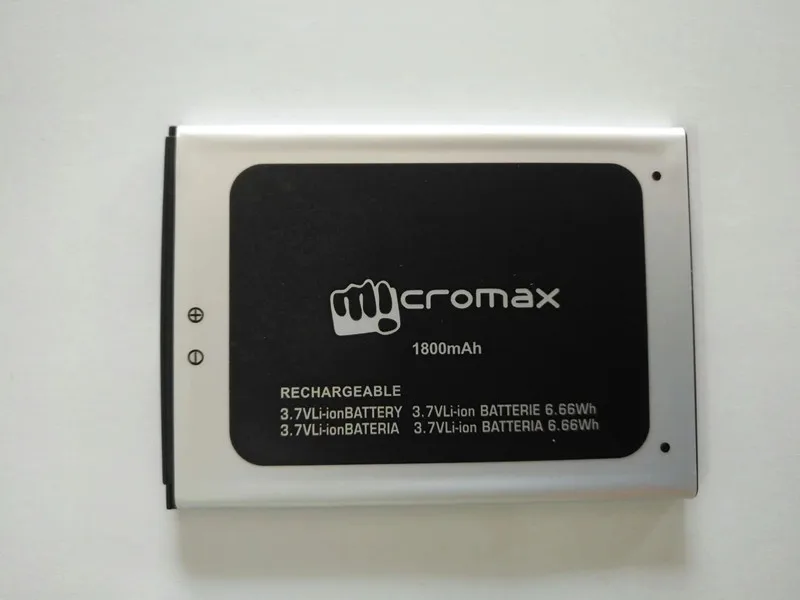 micromax
1800mAh
RECHARGEABLE
3.7VLi-ionBATTERY 3.7VLi-ion BATTERIE 6.66Wh
3.7VLi-ionBATERIA 3.7VLi-ion BATTERIA 6.66Wh